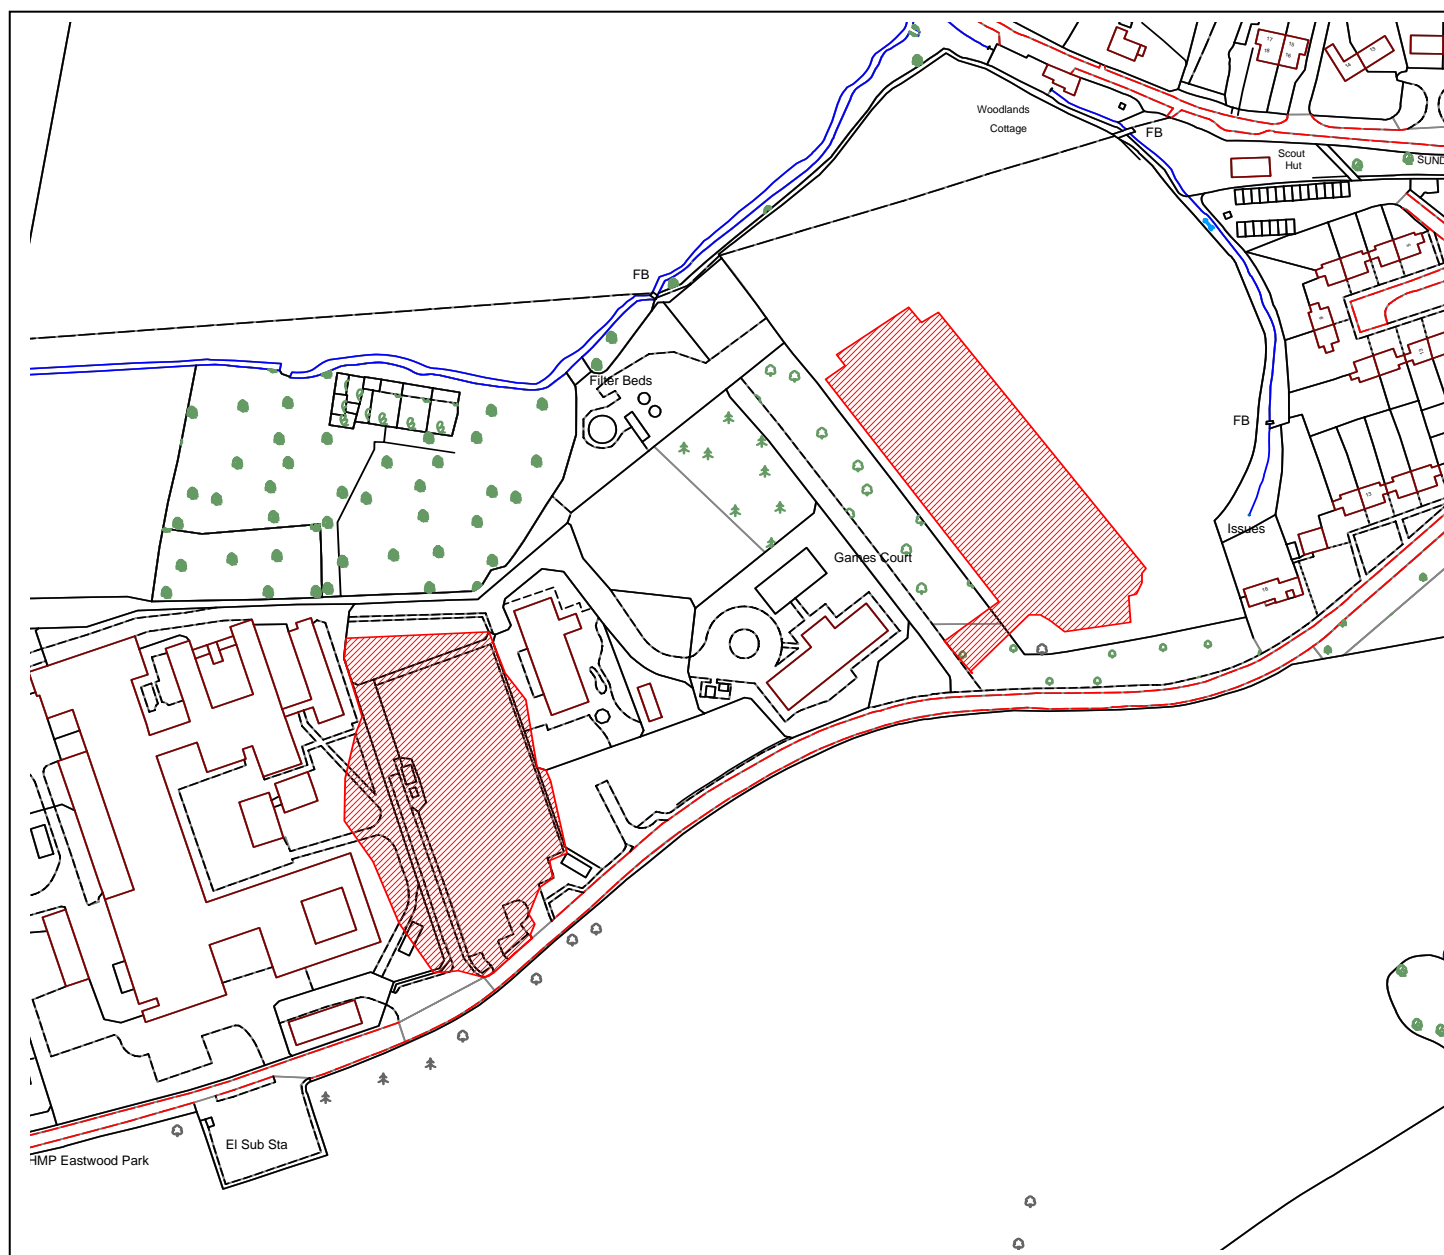 Woodlands
Cottage
FB
Scout
Hut
SUND
FB
Filter Beds
FB
Issues
Games Court
El Sub Sta
HMP Eastwood Park